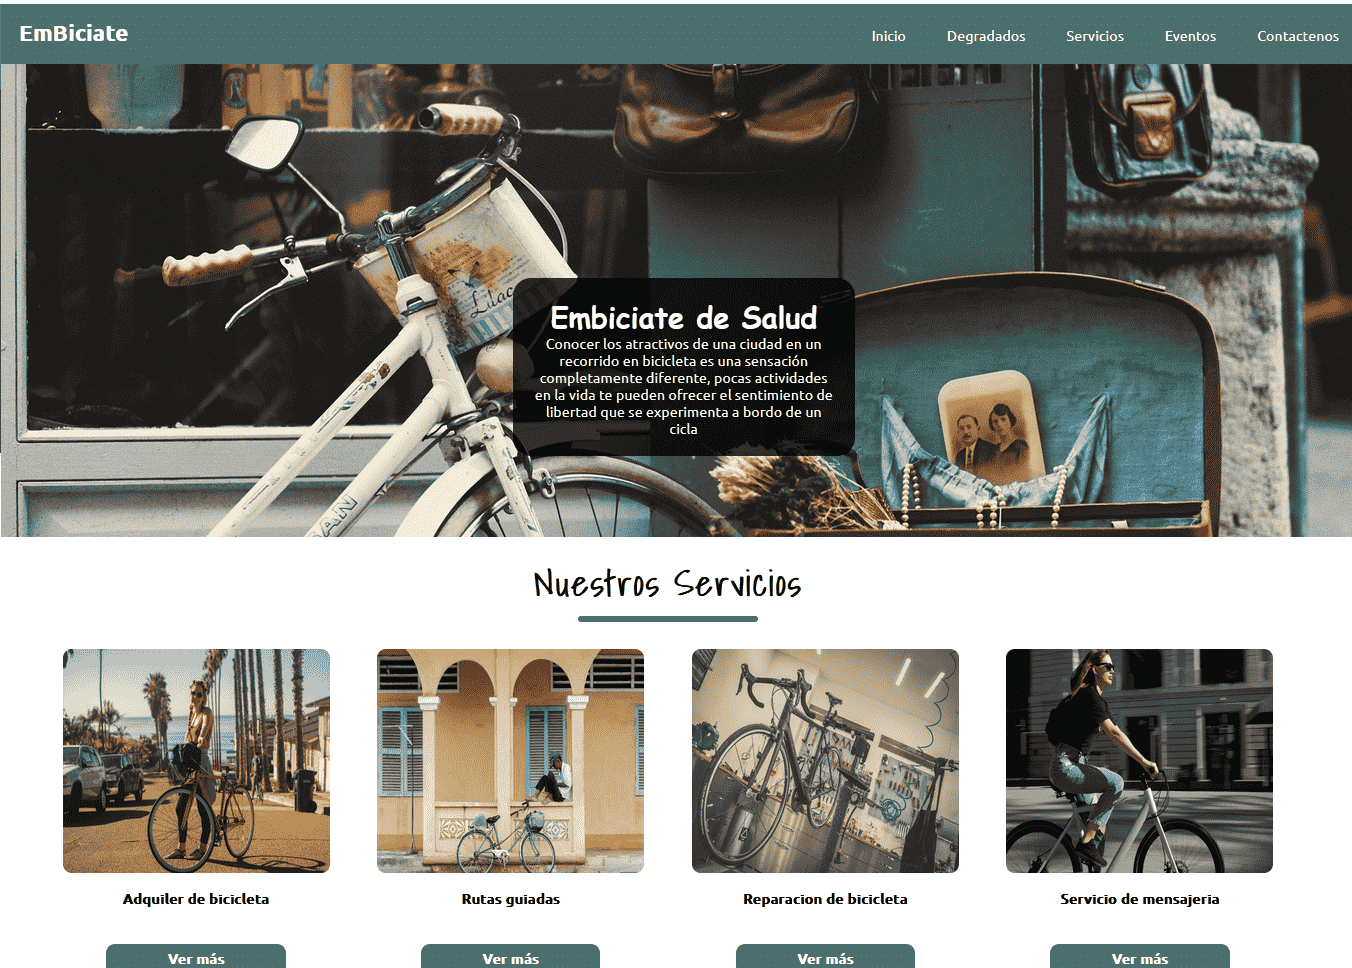 EmBiciate
Inicio Degradados Servicios Eventos Contactenos
Lilac
Embiciate de Salud
Conocer los atractivos de una ciudad en un
recorrido en bicicleta es una sensación
completamente diferente, pocas actividades
en la vida te pueden ofrecer el sentimiento de
libertad que se experimenta a bordo de un
cicla
Nuestros Servicios
Adquiler de bicicleta
Rutas guiadas
Reparacion de bicicleta
Servicio de mensajeria
Ver más
Ver más
Ver más
Ver más